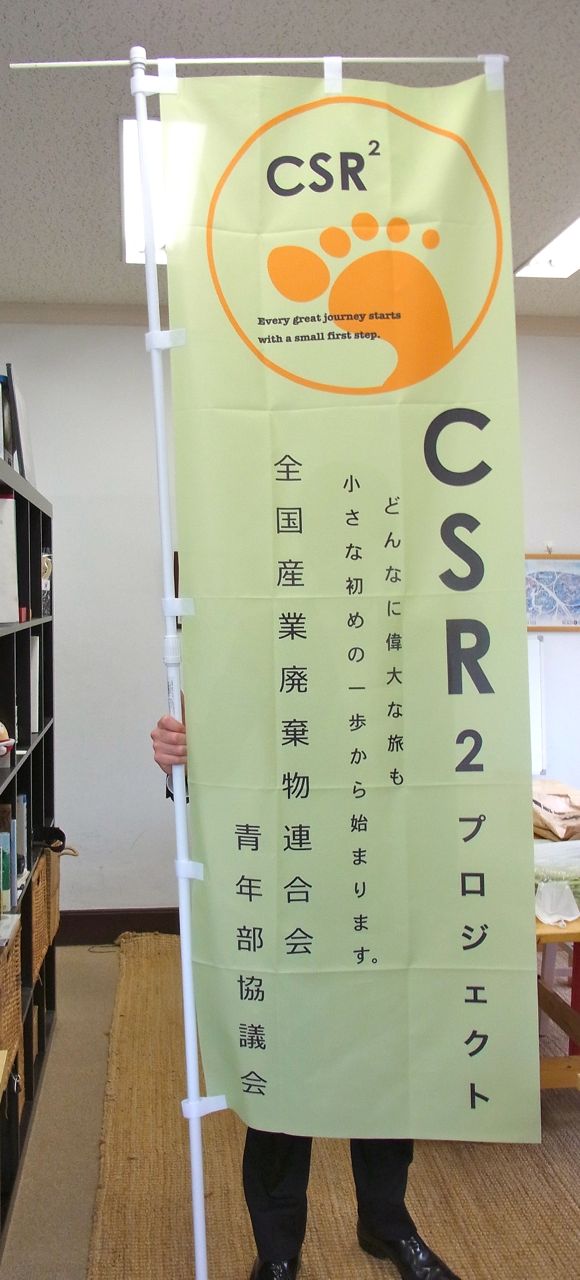 CSR²
Every great journey starts
with a small first step.
CSR2プロジェクト
どんなに偉大な旅も
小さな初めの一歩から始まります。
全国産業廃棄物連合会
青年部協議会